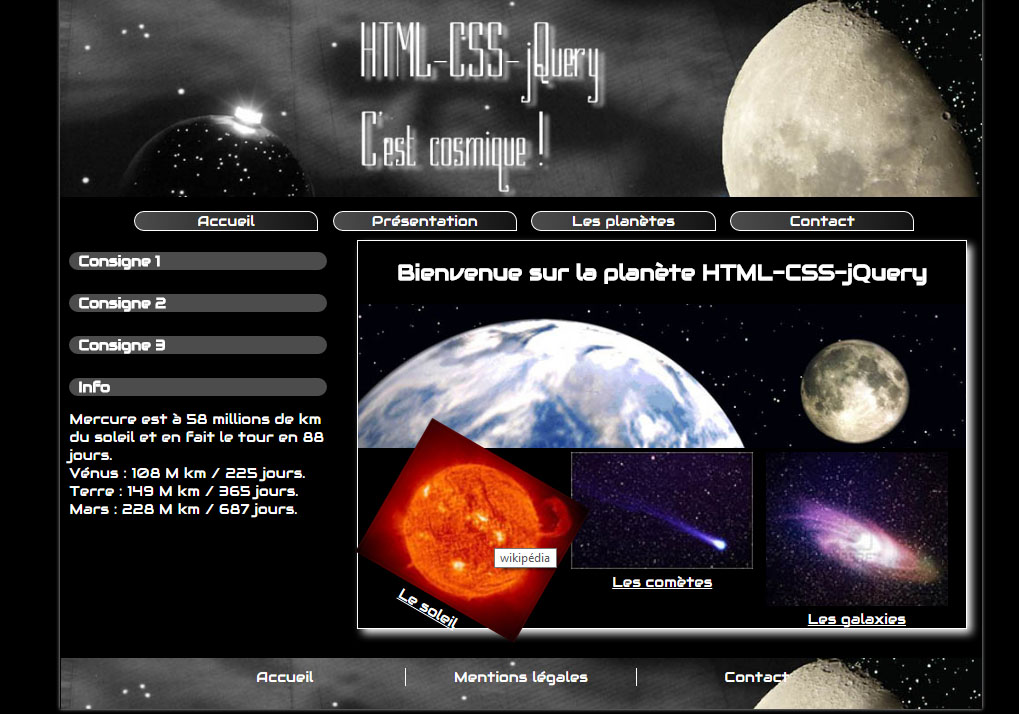 HTML-CSS-jQuery
C'est cosmique !
Accueil
Présentation
Les planètes
Contact
Consigne 1
Consigne 2
Consigne 3
Info
Mercure est à 58 millions de km
du soleil et en fait le tour en 88
jours.
Vénus : 108 M km / 225 jours.
Terre : 149 M km / 365 jours.
Mars : 228 M km / 687 jours.
Bienvenue sur la planète HTML-CSS-jQuery
wikipédia
Le soleil
Les comètes
Les galaxies
Accueil
Mentions légales
Contact